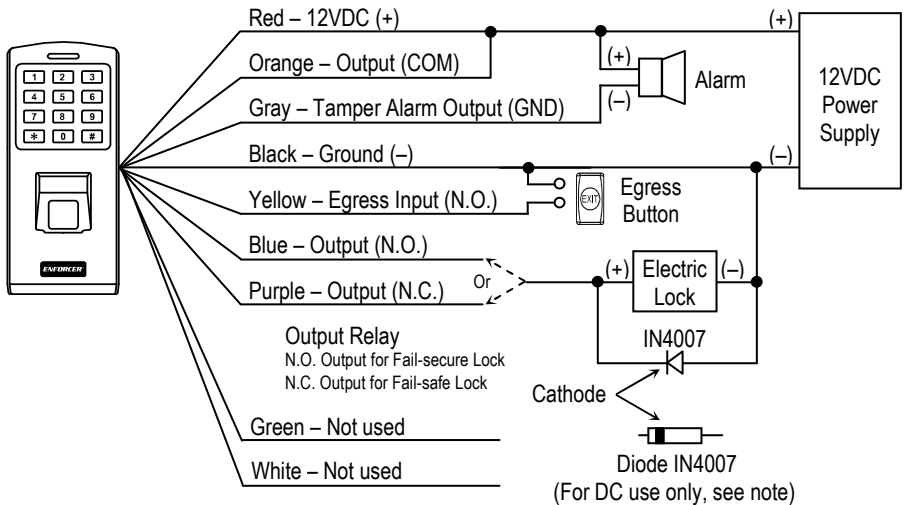 Red – 12VDC (+)
Orange – Output (COM)
Gray – Tamper Alarm Output (GND)
Black – Ground (–)
Yellow – Egress Input (N.O.)
Blue – Output (N.O.)
Purple – Output (N.C.)
Or
Output Relay
N.O. Output for Fail-secure Lock
N.C. Output for Fail-safe Lock
Green – Not used
White – Not used
1 2 3
4 5 6
7 8 9
* 0 #
ENFORCER
(+)
(–)
Alarm
EXIT
Egress
Button
(+)
(–)
12VDC
Power
Supply
(+)
Electric
Lock
(–)
IN4007
Cathode
Diode IN4007
(For DC use only, see note)